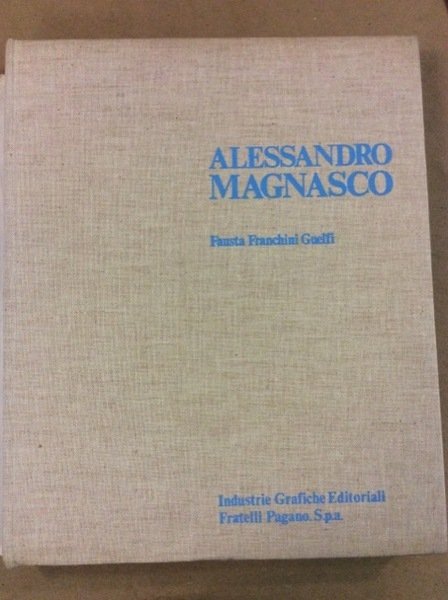 ALESSANDRO
MAGNASCO
Fausta Franchini Guelfi
Industrie Grafiche Editoriali
Fratelli Pagano. S.p.a.